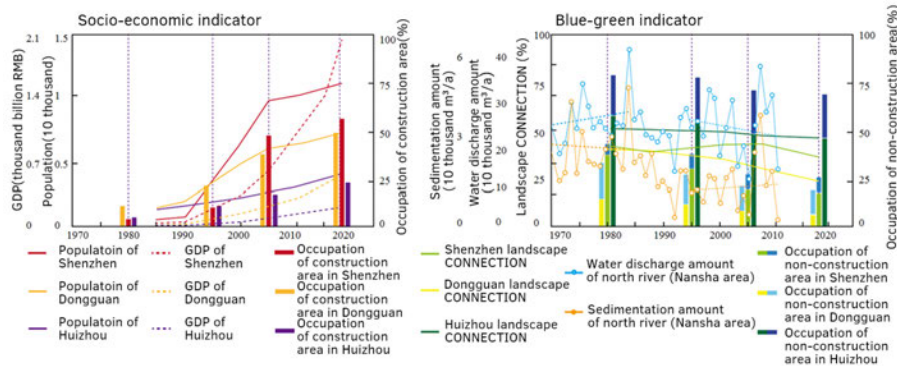 Socio-economic indicator
Blue-green indicator
GDP(thousand billion RMB)
Population(10 thousand)
2.1
1.4
0.7
0
1.5
1
0.5
0
100
75
50
25
0
Occupation of construction area(%)
1970
1980
1990
2000
2010
2020
Sedimentation amount
(10 thousand m³/a)
6
3
0
Water discharge amount
(10 thousand m³/a)
40
30
20
10
0
Landscape CONNECTION (%)
100
75
50
25
0
100
75
50
25
0
Occupation of non-construction area(%)
1970
1980
1990
2000
2010
2020
Populatoin of
Shenzhen
Populatoin of
Dongguan
Populatoin of
Huizhou
GDP of
Shenzhen
GDP of
Dongguan
GDP of
Huizhou
Occupation
of construction
area in Shenzhen
Occupation
of construction
area in Dongguan
Occupation
of construction
area in Huizhou
Shenzhen landscape
CONNECTION
Dongguan landscape
CONNECTION
Huizhou landscape
CONNECTION
Water discharge amount
of north river (Nansha area)
Sedimentation amount
of north river (Nansha area)
Occupation of
non-construction
area in Shenzhen
Occupation of
non-construction
area in Dongguan
Occupation of
non-construction
area in Huizhou